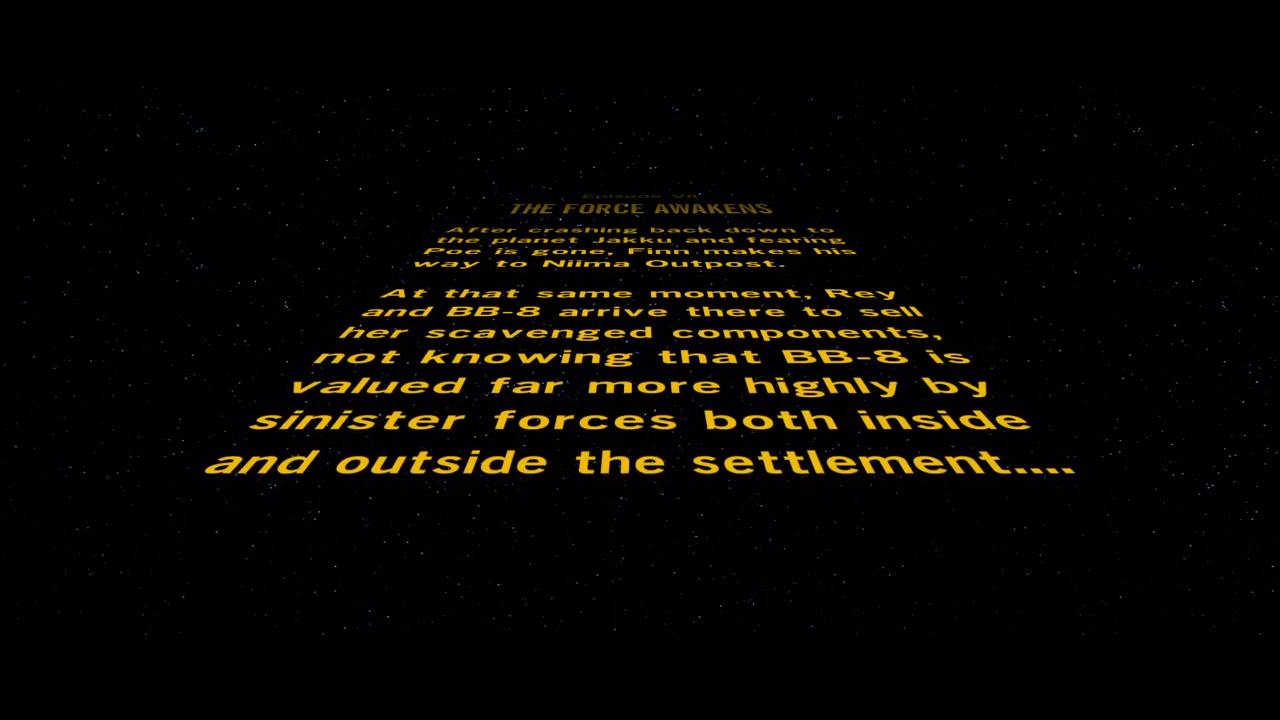 Episode VII
THE FORCE AWAKENS
After crashing back down to
the planet Jakku and fearing
Poe is gone, Finn makes his
way to Niima Outpost.
At that same moment, Rey
and BB-8 arrive there to sell
her scavenged components,
not knowing that BB-8 is
valued far more highly by
sinister forces both inside
and outside the settlement....